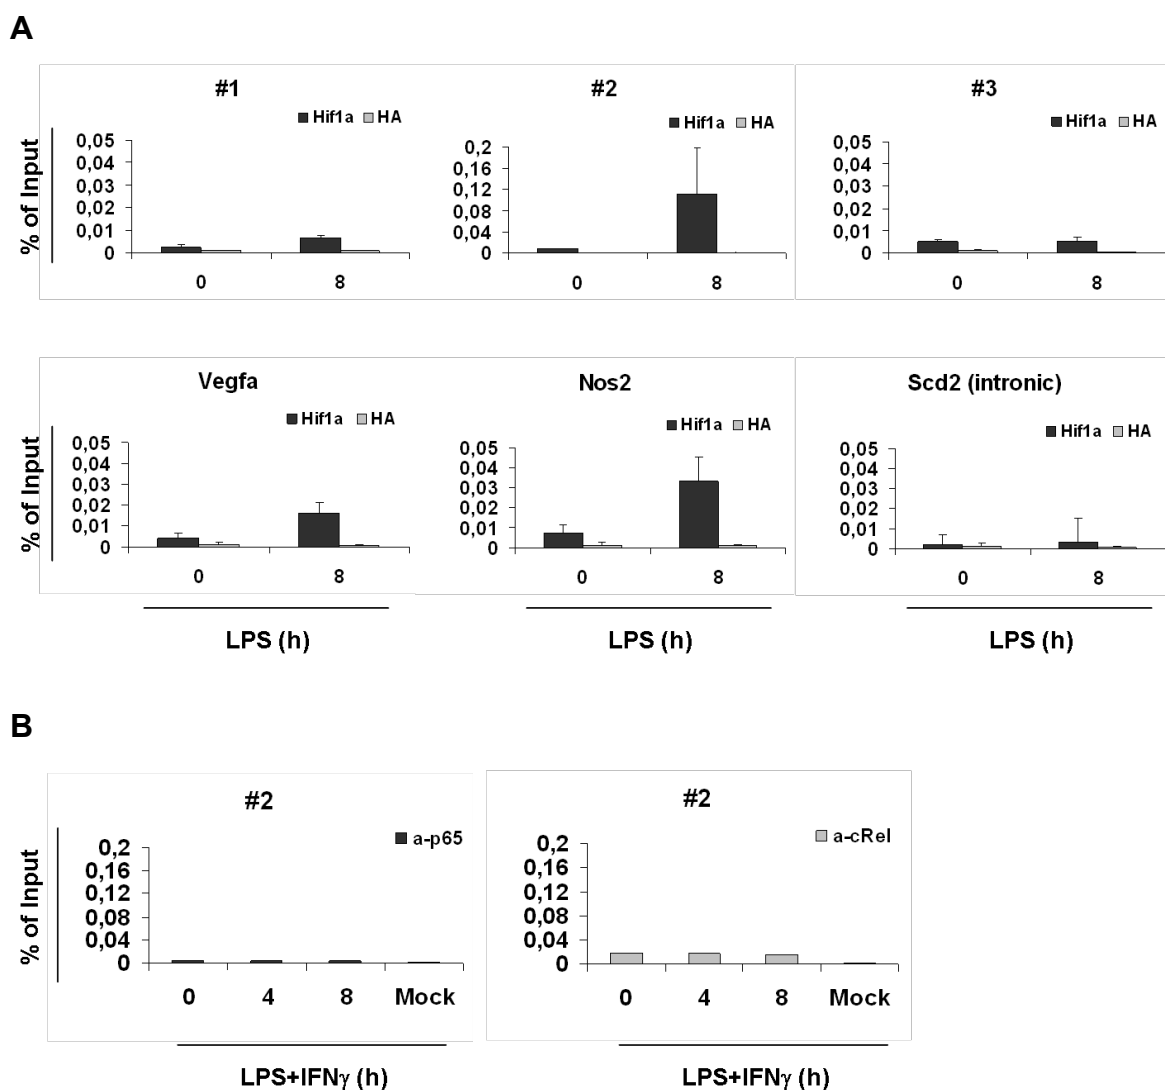 A
#1
Hif1a HA
% of Input
0,05
0,04
0,03
0,02
0,01
0
0 8
#2
Hif1a HA
0,2
0,16
0,12
0,08
0,04
0
0 8
#3
Hif1a HA
0,05
0,04
0,03
0,02
0,01
0
0 8
Vegfa
Hif1a HA
% of Input
0,05
0,04
0,03
0,02
0,01
0
0 8
LPS (h)
Nos2
Hif1a HA
0,05
0,04
0,03
0,02
0,01
0
0 8
LPS (h)
Scd2 (intronic)
Hif1a HA
0,05
0,04
0,03
0,02
0,01
0
0 8
LPS (h)
B
#2
a-p65
% of Input
0,2
0,16
0,12
0,08
0,04
0
0 4 8 Mock
LPS+IFNγ (h)
#2
a-cRel
0,2
0,16
0,12
0,08
0,04
0
0 4 8 Mock
LPS+IFNγ (h)